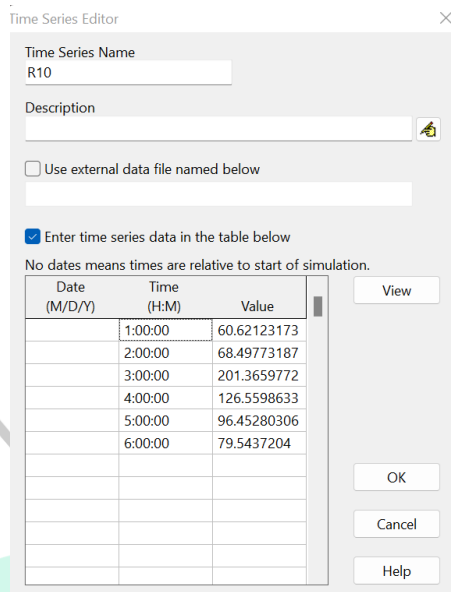 Time Series Editor
Time Series Name
R10
Description
Use external data file named below
Enter time series data in the table below
No dates means times are relative to start of simulation.
Date Time
(M/D/Y) (H:M) Value
View
1:00:00 60.62123173
2:00:00 68.49773187
3:00:00 201.3659772
4:00:00 126.5598633
5:00:00 96.45280306
6:00:00 79.5437204
OK
Cancel
Help